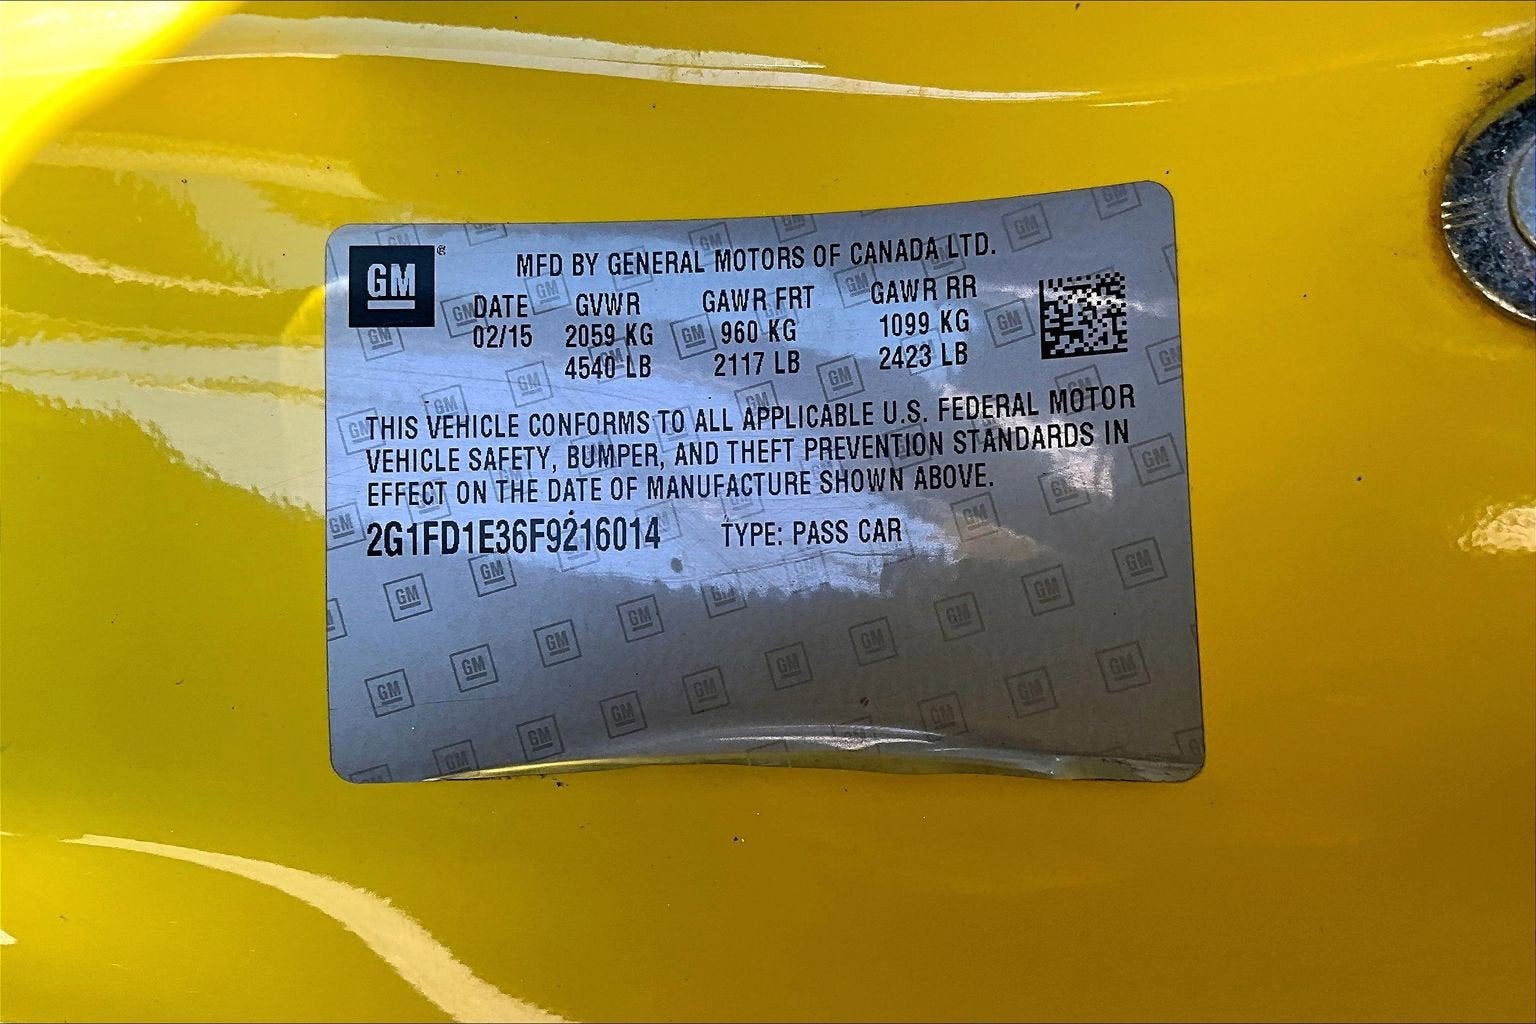 GM®
MFD BY GENERAL MOTORS OF CANADA LTD.
DATE GVWR GAWR FRT GAWR RR
02/15 2059 KG 960 KG 1099 KG
4540 LB 2117 LB 2423 LB
THIS VEHICLE CONFORMS TO ALL APPLICABLE U.S. FEDERAL MOTOR
VEHICLE SAFETY, BUMPER, AND THEFT PREVENTION STANDARDS IN
EFFECT ON THE DATE OF MANUFACTURE SHOWN ABOVE.
2G1FD1E36F9216014 TYPE: PASS CAR